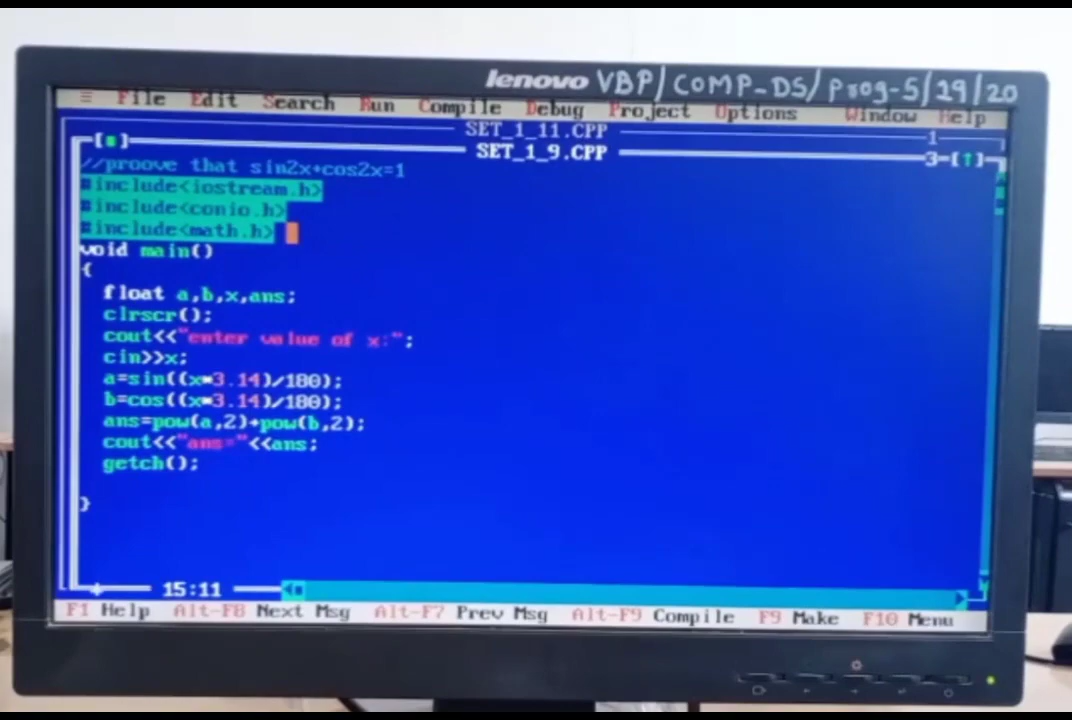 lenovo VBP/COMP-DS/Prog-5/29/20
≡ File Edit Search Run Compile Debug Project Options Window Help
SET_1_11.CPP 1
[■] SET_1_9.CPP 3-[↑]
//proove that sin2x+cos2x=1
#include<iostream.h>
#include<conio.h>
#include<math.h>
void main()
{
float a,b,x,ans;
clrscr();
cout<<"enter value of x:";
cin>>x;
a=sin((x*3.14)/180);
b=cos((x*3.14)/180);
ans=pow(a,2)+pow(b,2);
cout<<"ans="<<ans;
getch();
}
15:11
F1 Help Alt-F8 Next Msg Alt-F7 Prev Msg Alt-F9 Compile F9 Make F10 Menu